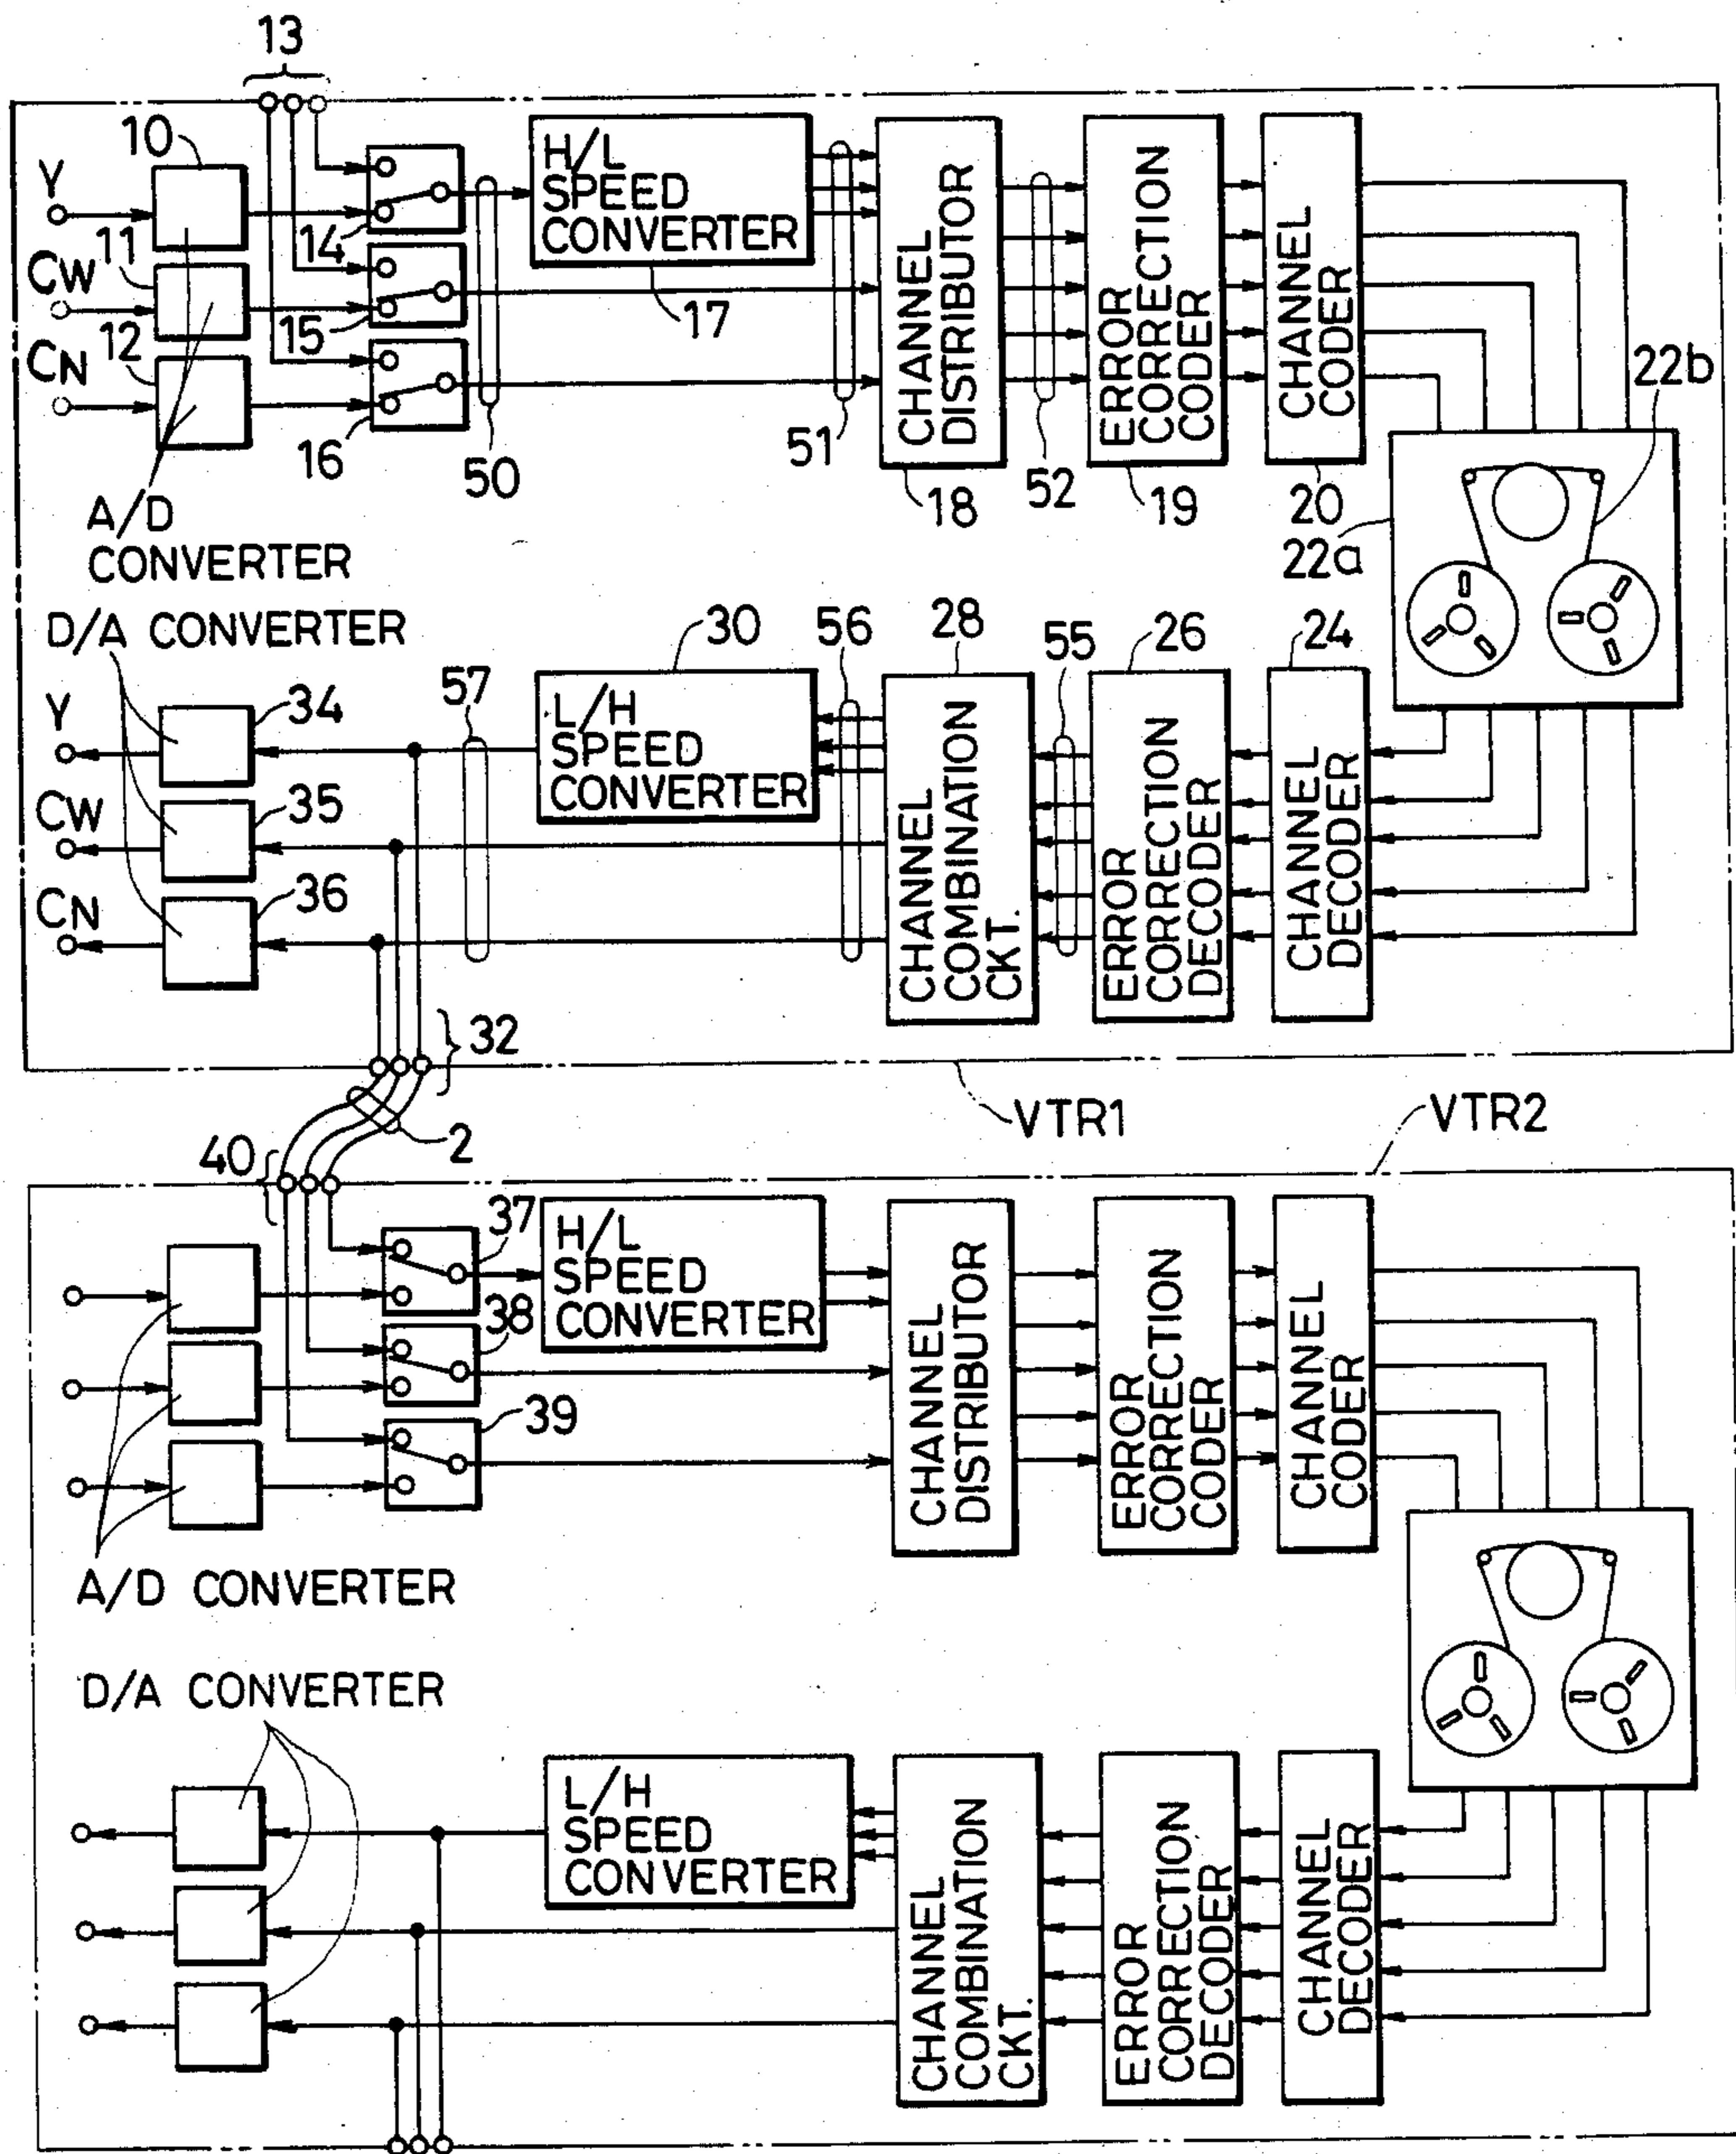 13
10
Y
11
CW
12
CN
14
15
16
50
H/L
SPEED
CONVERTER
17
51
CHANNEL
DISTRIBUTOR
18
52
ERROR
CORRECTION
CODER
19
CHANNEL
CODER
20
22a
22b
A/D
CONVERTER
D/A CONVERTER
Y
34
CW
35
CN
36
57
30
L/H
SPEED
CONVERTER
56
28
CHANNEL
COMBINATION
CKT.
55
26
ERROR
CORRECTION
DECODER
24
CHANNEL
DECODER
32
2
40
VTR1
VTR2
37
38
39
H/L
SPEED
CONVERTER
CHANNEL
DISTRIBUTOR
ERROR
CORRECTION
CODER
CHANNEL
CODER
A/D CONVERTER
D/A CONVERTER
L/H
SPEED
CONVERTER
CHANNEL
COMBINATION
CKT.
ERROR
CORRECTION
DECODER
CHANNEL
DECODER